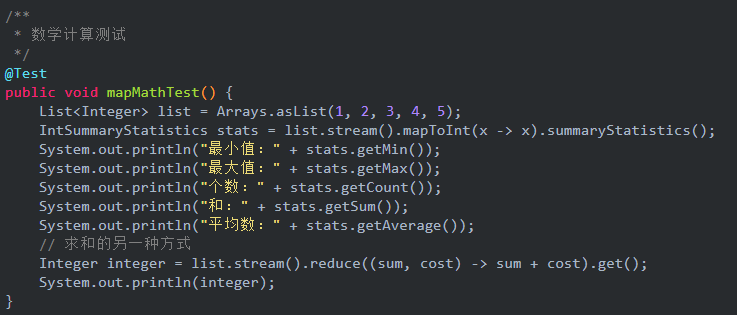 /**
 * 数学计算测试
 */
@Test
public void mapMathTest() {
    List<Integer> list = Arrays.asList(1, 2, 3, 4, 5);
    IntSummaryStatistics stats = list.stream().mapToInt(x -> x).summaryStatistics();
    System.out.println("最小值：" + stats.getMin());
    System.out.println("最大值：" + stats.getMax());
    System.out.println("个数：" + stats.getCount());
    System.out.println("和：" + stats.getSum());
    System.out.println("平均数：" + stats.getAverage());
    // 求和的另一种方式
    Integer integer = list.stream().reduce((sum, cost) -> sum + cost).get();
    System.out.println(integer);
}